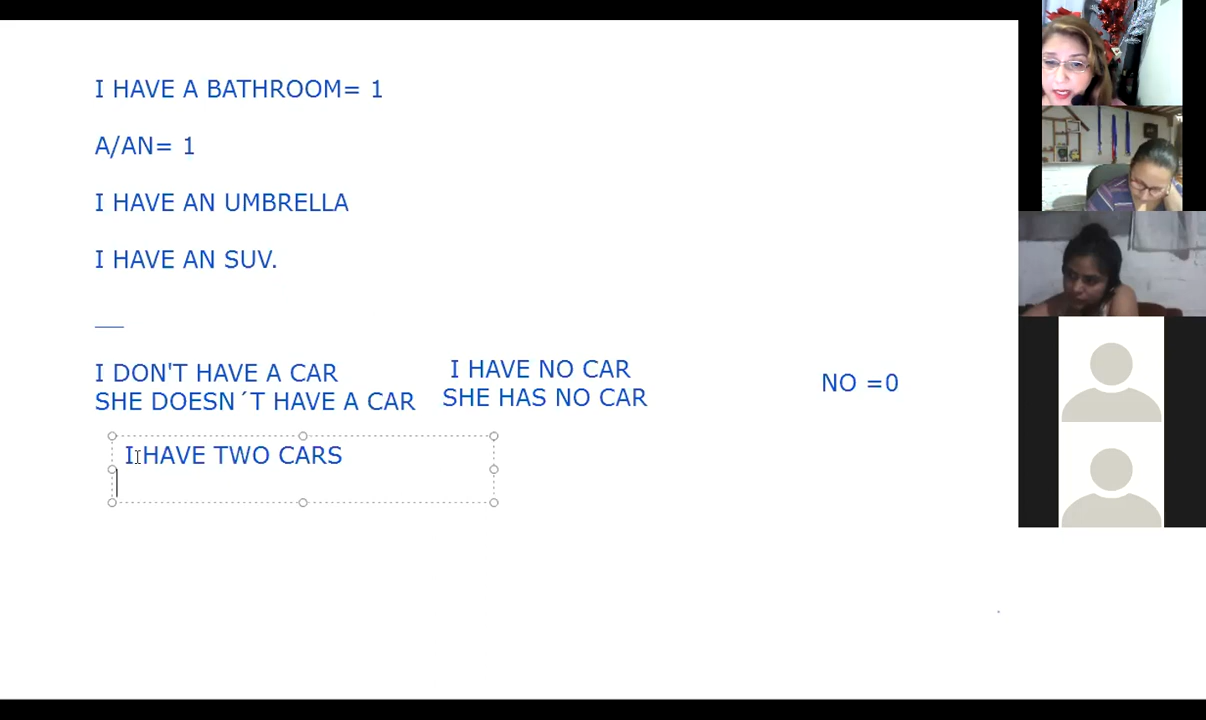 I HAVE A BATHROOM= 1
A/AN= 1
I HAVE AN UMBRELLA
I HAVE AN SUV.
I DON'T HAVE A CAR
SHE DOESN´T HAVE A CAR
I HAVE NO CAR
SHE HAS NO CAR
NO =0
I HAVE TWO CARS